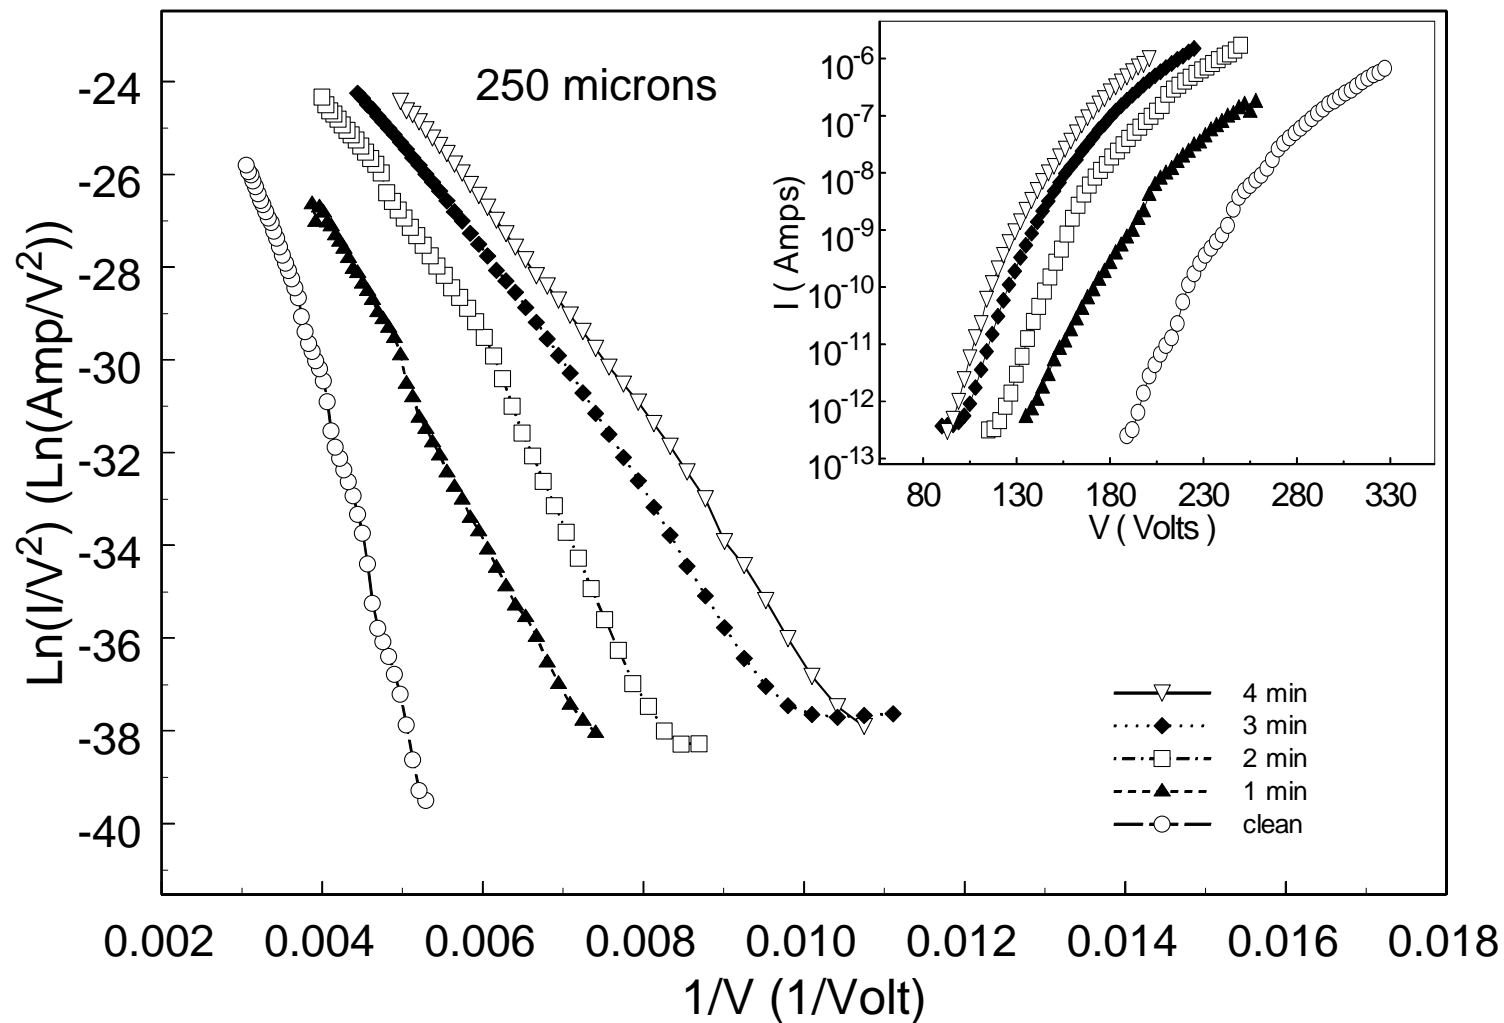 250 microns
-24
-26
-28
-30
-32
-34
-36
-38
-40
Ln(I/V²) (Ln(Amp/V²))
0.002 0.004 0.006 0.008 0.010 0.012 0.014 0.016 0.018
1/V (1/Volt)
10⁻⁶
10⁻⁷
10⁻⁸
10⁻⁹
10⁻¹⁰
10⁻¹¹
10⁻¹²
10⁻¹³
I ( Amps)
80 130 180 230 280 330
V ( Volts )
4 min
3 min
2 min
1 min
clean